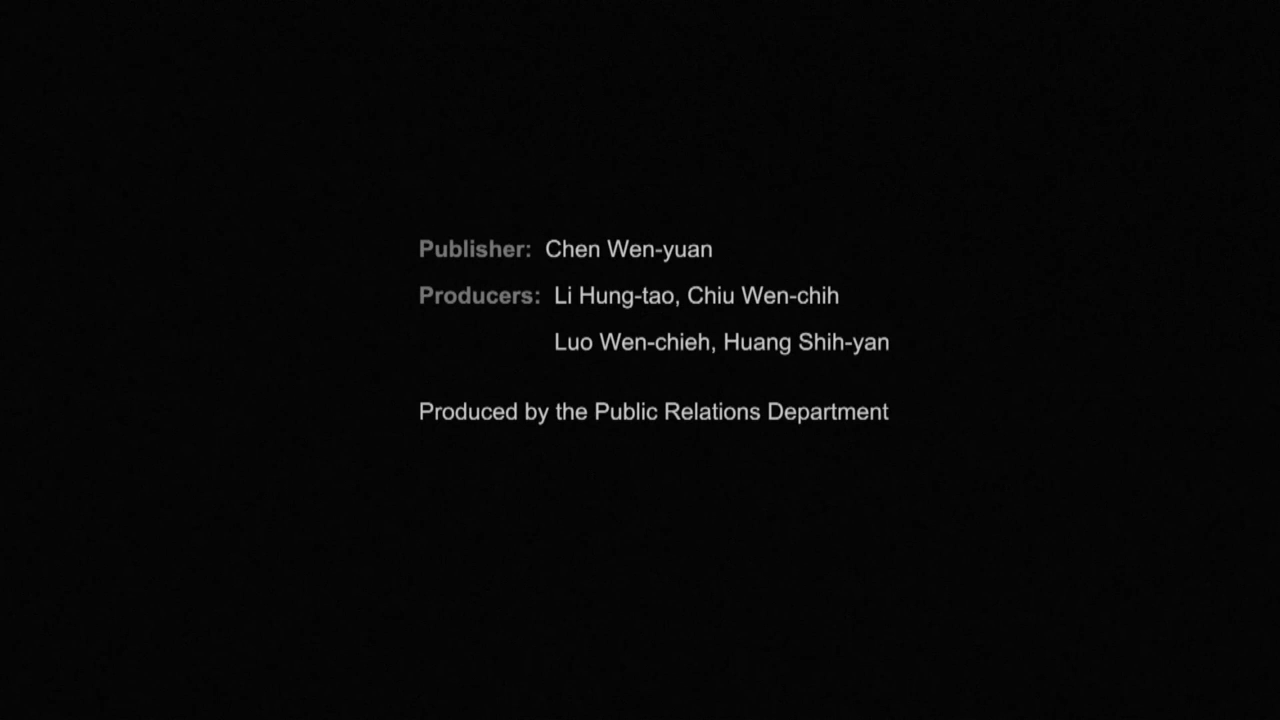 Publisher: Chen Wen-yuan
Producers: Li Hung-tao, Chiu Wen-chih
Luo Wen-chieh, Huang Shih-yan
Produced by the Public Relations Department